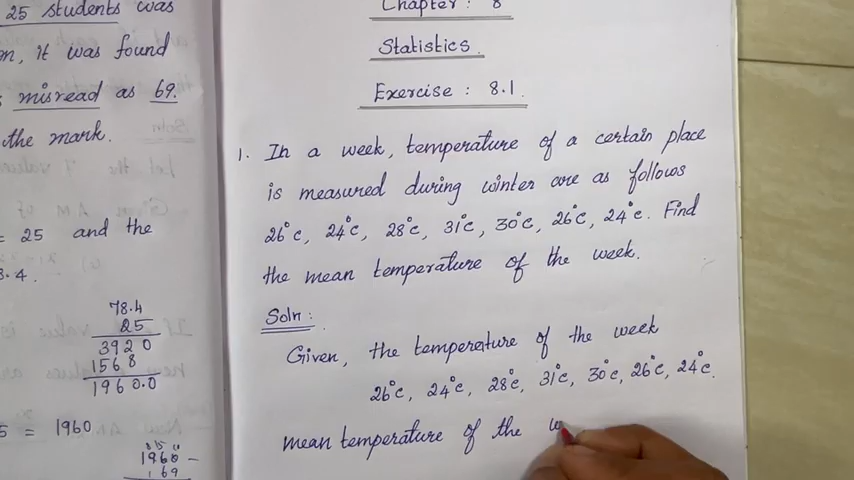 25 students was
it was found
misread as 69.
the mark.
= 25 and the
3.4.
78.4
25
3920
1568
1960.0
5 = 1960
1960 -
169
Chapter : 8
Statistics.
Exercise : 8.1
1. In a week, temperature of a certain place
is measured during winter are as follows
26°c, 24°c, 28°c, 31°c, 30°c, 26°c, 24°c. Find
the mean temperature of the week.
Soln :
Given, the temperature of the week
26°c, 24°c, 28°c, 31°c, 30°c, 26°c, 24°c.
mean temperature of the